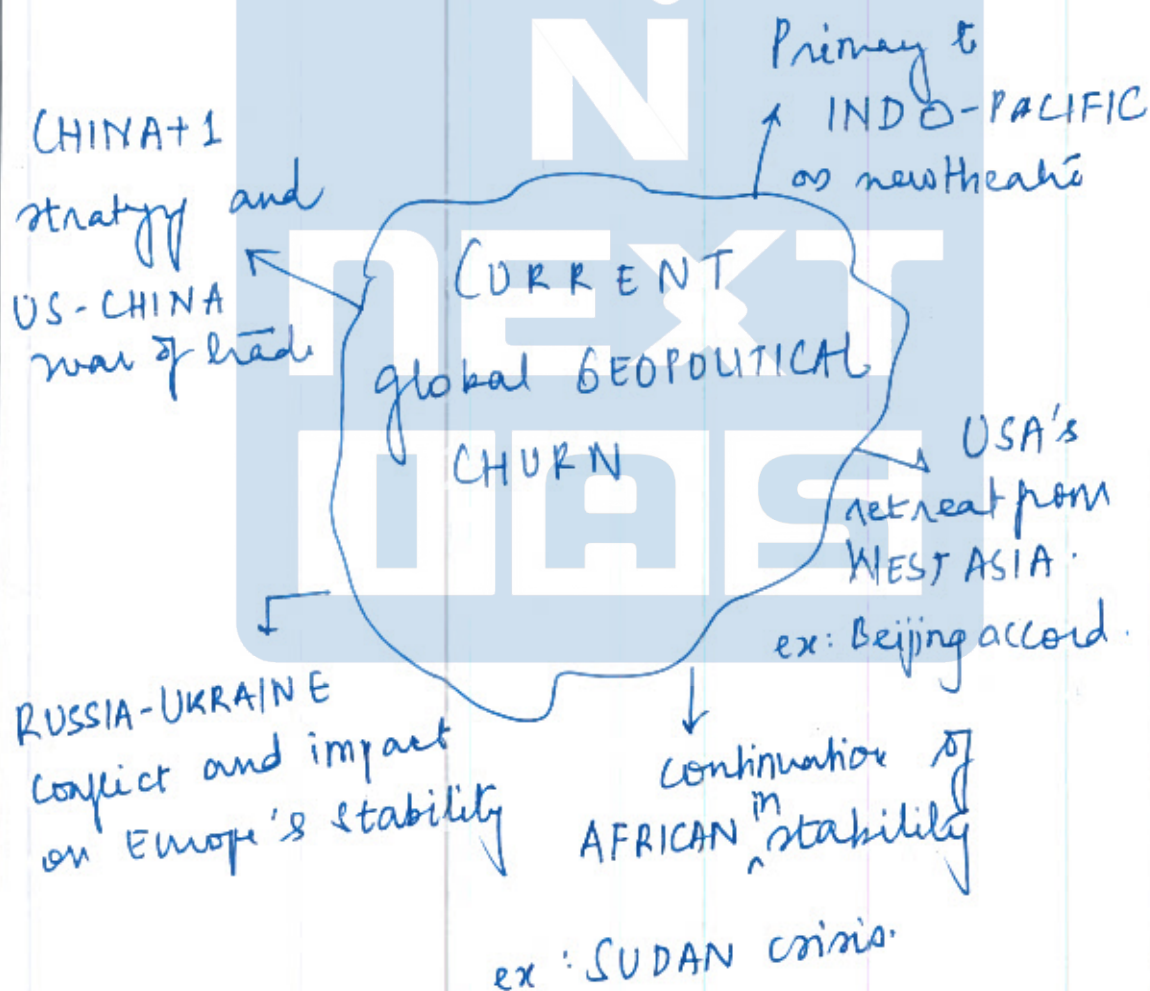 N
NEXT
IAS
CURRENT
global GEOPOLITICAL
CHURN
CHINA+1
strategy and
US-CHINA
war of trade
Primacy to
INDO-PACIFIC
as new theatre
USA's
retreat from
WEST ASIA.
ex: Beijing accord.
continuation of
AFRICAN instability
ex: SUDAN crisis.
RUSSIA-UKRAINE
conflict and impact
on Europe's stability